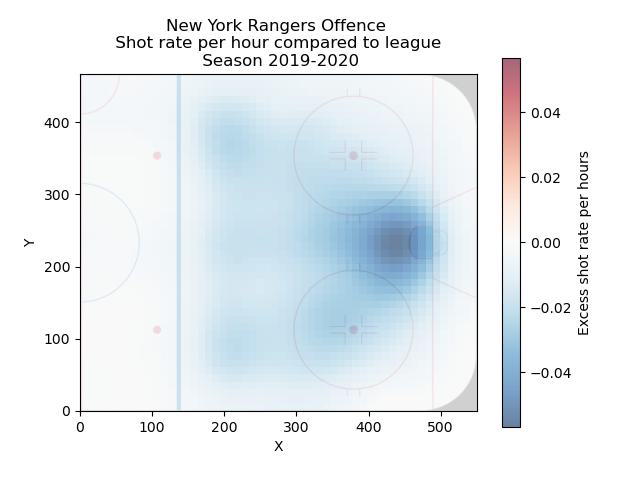 New York Rangers Offence
Shot rate per hour compared to league
Season 2019-2020
400
300
200
100
0
Y
0 100 200 300 400 500
X
0.04
0.02
0.00
−0.02
−0.04
Excess shot rate per hours